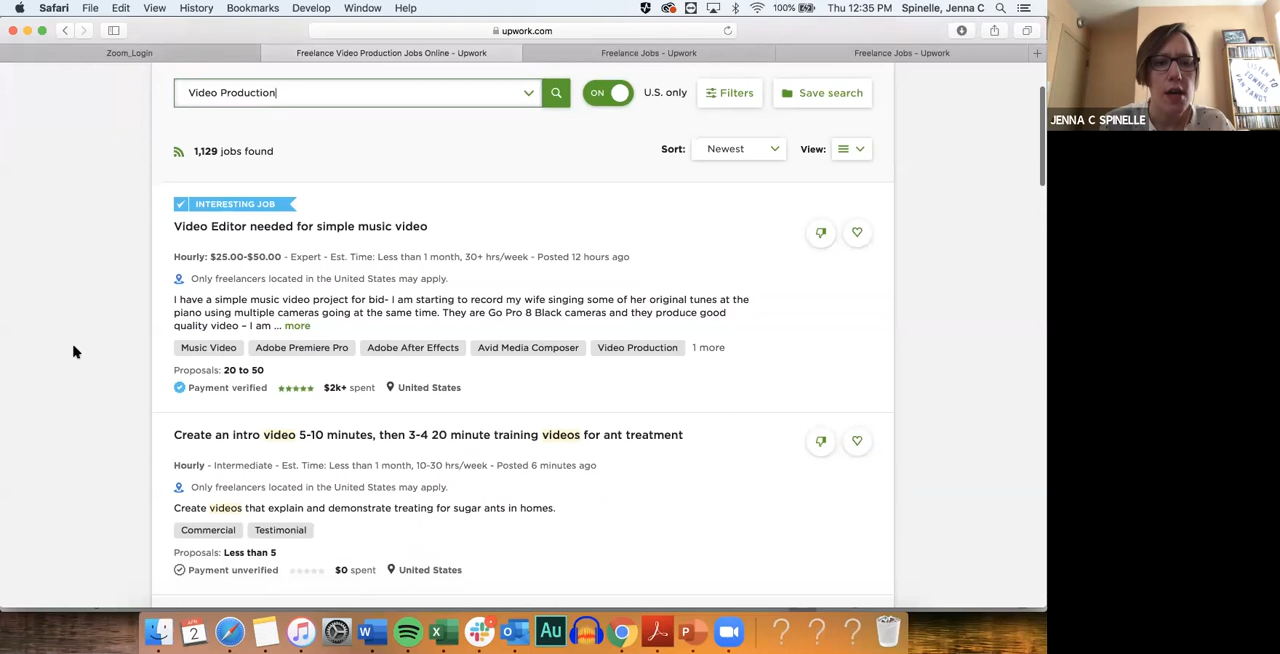 Safari File Edit View History Bookmarks Develop Window Help 100% Thu 12:35 PM Spinelle, Jenna C
upwork.com
Zoom_Login Freelance Video Production Jobs Online - Upwork Freelance Jobs - Upwork Freelance Jobs - Upwork
Video Production ON U.S. only Filters Save search
1,129 jobs found Sort: Newest View:
INTERESTING JOB
Video Editor needed for simple music video
Hourly: $25.00-$50.00 - Expert - Est. Time: Less than 1 month, 30+ hrs/week - Posted 12 hours ago
Only freelancers located in the United States may apply.
I have a simple music video project for bid- I am starting to record my wife singing some of her original tunes at the
piano using multiple cameras going at the same time. They are Go Pro 8 Black cameras and they produce good
quality video – I am ... more
Music Video Adobe Premiere Pro Adobe After Effects Avid Media Composer Video Production 1 more
Proposals: 20 to 50
Payment verified $2k+ spent United States
Create an intro video 5-10 minutes, then 3-4 20 minute training videos for ant treatment
Hourly - Intermediate - Est. Time: Less than 1 month, 10-30 hrs/week - Posted 6 minutes ago
Only freelancers located in the United States may apply.
Create videos that explain and demonstrate treating for sugar ants in homes.
Commercial Testimonial
Proposals: Less than 5
Payment unverified $0 spent United States
APR
2 W X O Au P
LISTEN TO
TOWNES
VAN ZANDT
JENNA C SPINELLE